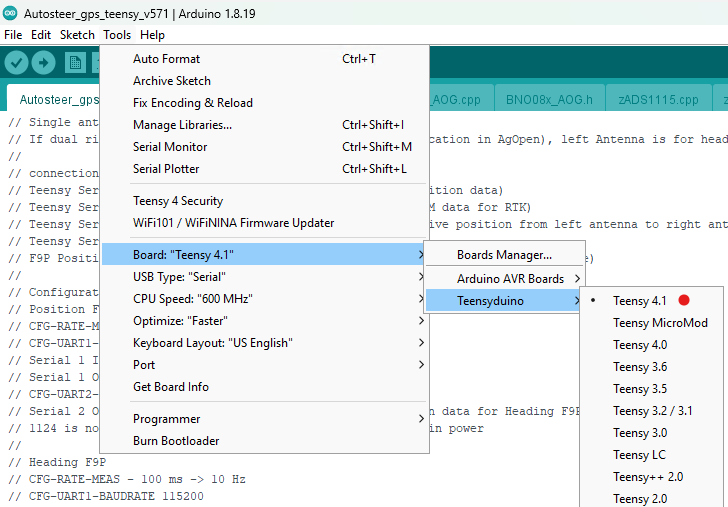 Autosteer_gps_teensy_v571 | Arduino 1.8.19
File Edit Sketch Tools Help
Autosteer_gps
_AOG.cpp
BNO08x_AOG.h
zADS1115.cpp
Auto Format Ctrl+T
Archive Sketch
Fix Encoding & Reload
Manage Libraries... Ctrl+Shift+I
Serial Monitor Ctrl+Shift+M
Serial Plotter Ctrl+Shift+L
Teensy 4 Security
WiFi101 / WiFiNINA Firmware Updater
Board: "Teensy 4.1"
USB Type: "Serial"
CPU Speed: "600 MHz"
Optimize: "Faster"
Keyboard Layout: "US English"
Port
Get Board Info
Programmer
Burn Bootloader
Boards Manager...
Arduino AVR Boards
Teensyduino
Teensy 4.1
Teensy MicroMod
Teensy 4.0
Teensy 3.6
Teensy 3.5
Teensy 3.2 / 3.1
Teensy 3.0
Teensy LC
Teensy++ 2.0
Teensy 2.0
// Single ant
// If dual ri cation in AgOpen), left Antenna is for head
//
// connection
// Teensy Ser ition data)
// Teensy Ser M data for RTK)
// Teensy Ser ive position from left antenna to right ant
// Teensy Ser
// F9P Positi e)
//
// Configurat
// Position F
// CFG-RATE-M
// CFG-UART1-
// Serial 1 I
// Serial 1 O
// CFG-UART2-
// Serial 2 O n data for Heading F9P
// 1124 is no in power
//
// Heading F9P
// CFG-RATE-MEAS - 100 ms -> 10 Hz
// CFG-UART1-BAUDRATE 115200